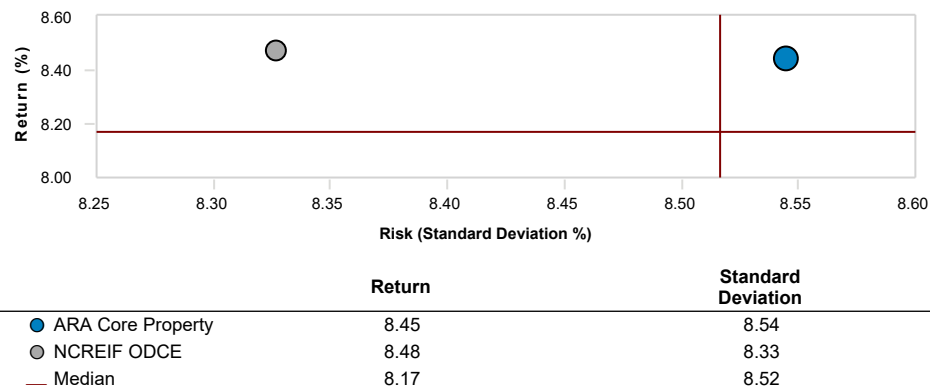 8.60
8.40
8.20
8.00
Return (%)
8.25 8.30 8.35 8.40 8.45 8.50 8.55 8.60
Risk (Standard Deviation %)
Return Standard Deviation
ARA Core Property 8.45 8.54
NCREIF ODCE 8.48 8.33
Median 8.17 8.52